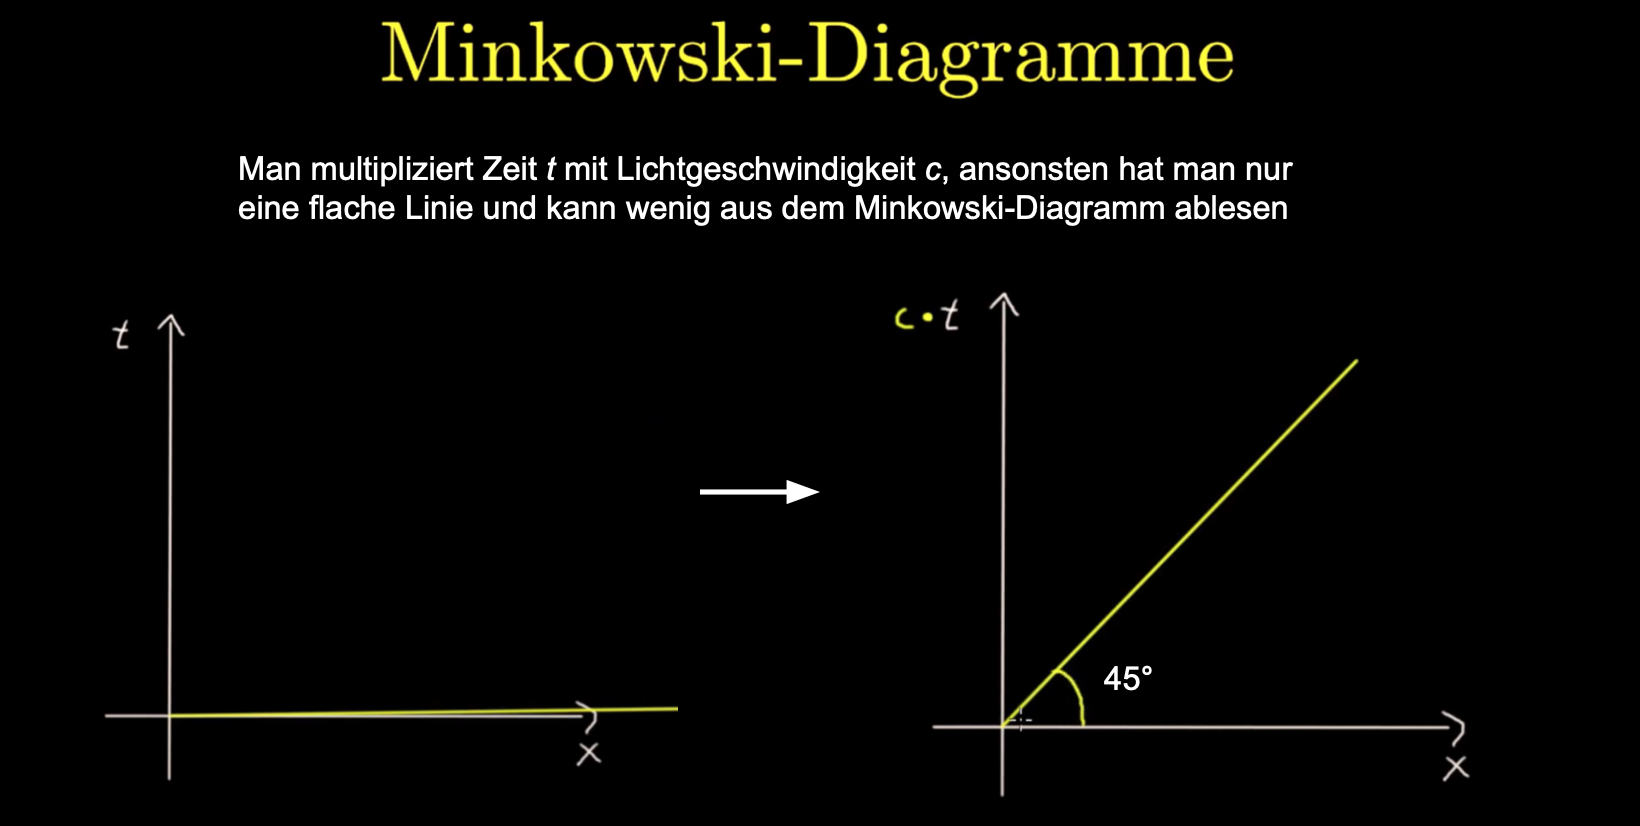 Minkowski-Diagramme
Man multipliziert Zeit t mit Lichtgeschwindigkeit c, ansonsten hat man nur
eine flache Linie und kann wenig aus dem Minkowski-Diagramm ablesen
t
x
c·t
45°
x